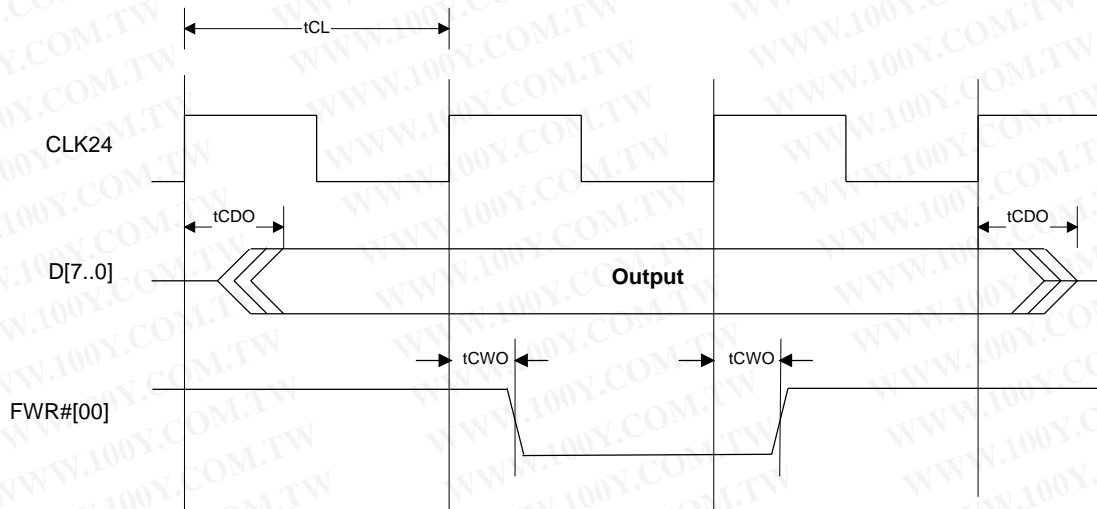 tCL
CLK24
tCDO
tCDO
D[7..0]
Output
tCWO
tCWO
FWR#[00]
WWW.100Y.COM.TW